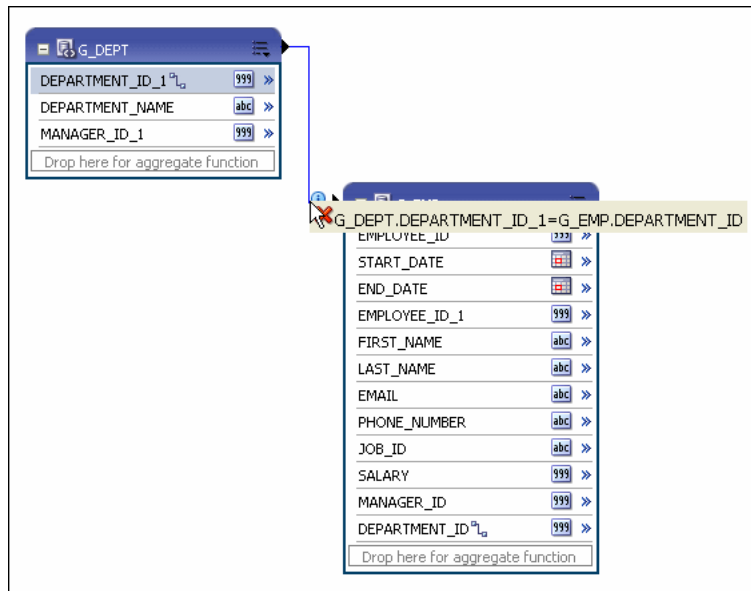 G_DEPT
DEPARTMENT_ID_1 999
DEPARTMENT_NAME abc
MANAGER_ID_1 999
Drop here for aggregate function
G_DEPT.DEPARTMENT_ID_1=G_EMP.DEPARTMENT_ID
EMPLOYEE_ID 999
START_DATE
END_DATE
EMPLOYEE_ID_1 999
FIRST_NAME abc
LAST_NAME abc
EMAIL abc
PHONE_NUMBER abc
JOB_ID abc
SALARY 999
MANAGER_ID 999
DEPARTMENT_ID 999
Drop here for aggregate function